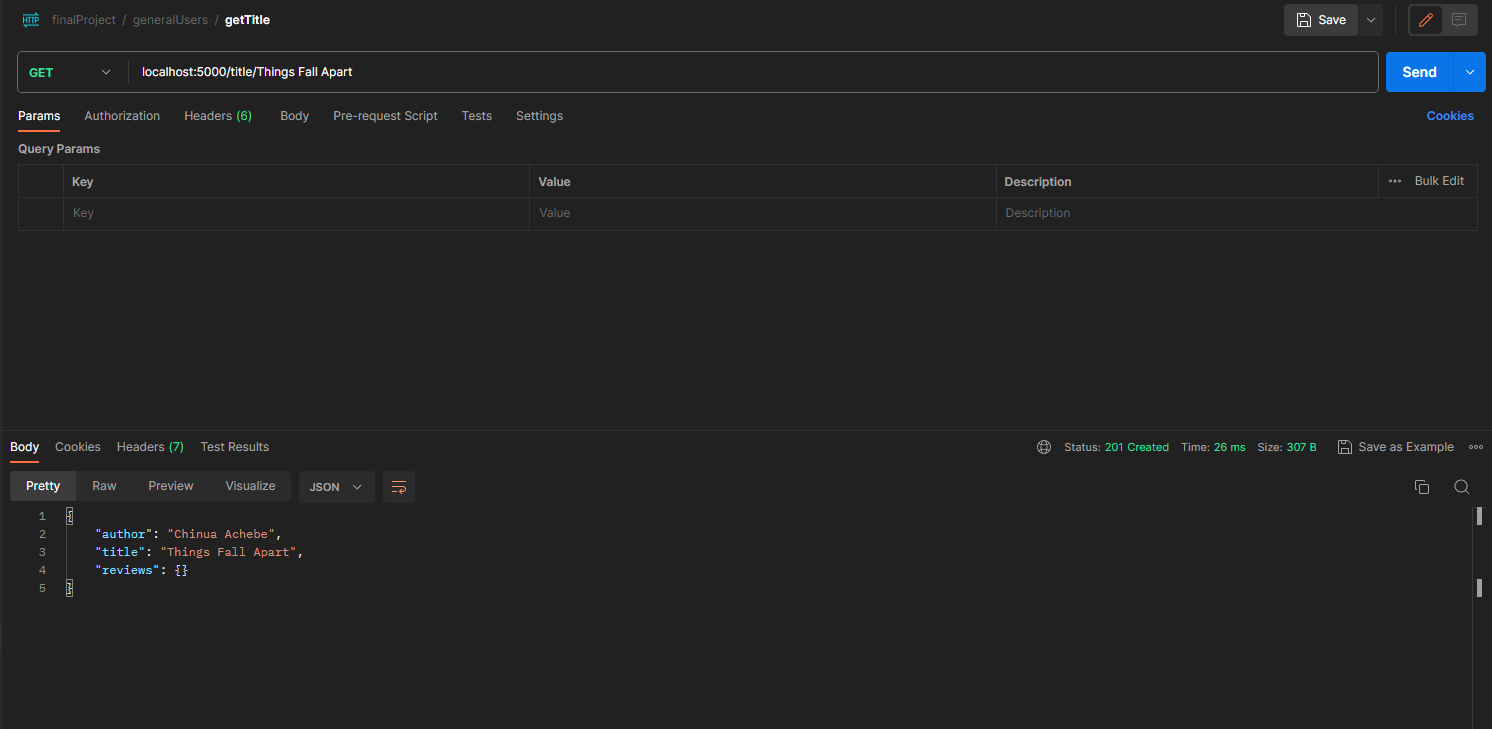 HTTP finalProject / generalUsers / getTitle Save
GET localhost:5000/title/Things Fall Apart Send
Params Authorization Headers (6) Body Pre-request Script Tests Settings Cookies
Query Params
Key Value Description ••• Bulk Edit
Key Value Description
Body Cookies Headers (7) Test Results Status: 201 Created Time: 26 ms Size: 307 B Save as Example
Pretty Raw Preview Visualize JSON
1 {
2 "author": "Chinua Achebe",
3 "title": "Things Fall Apart",
4 "reviews": {}
5 }